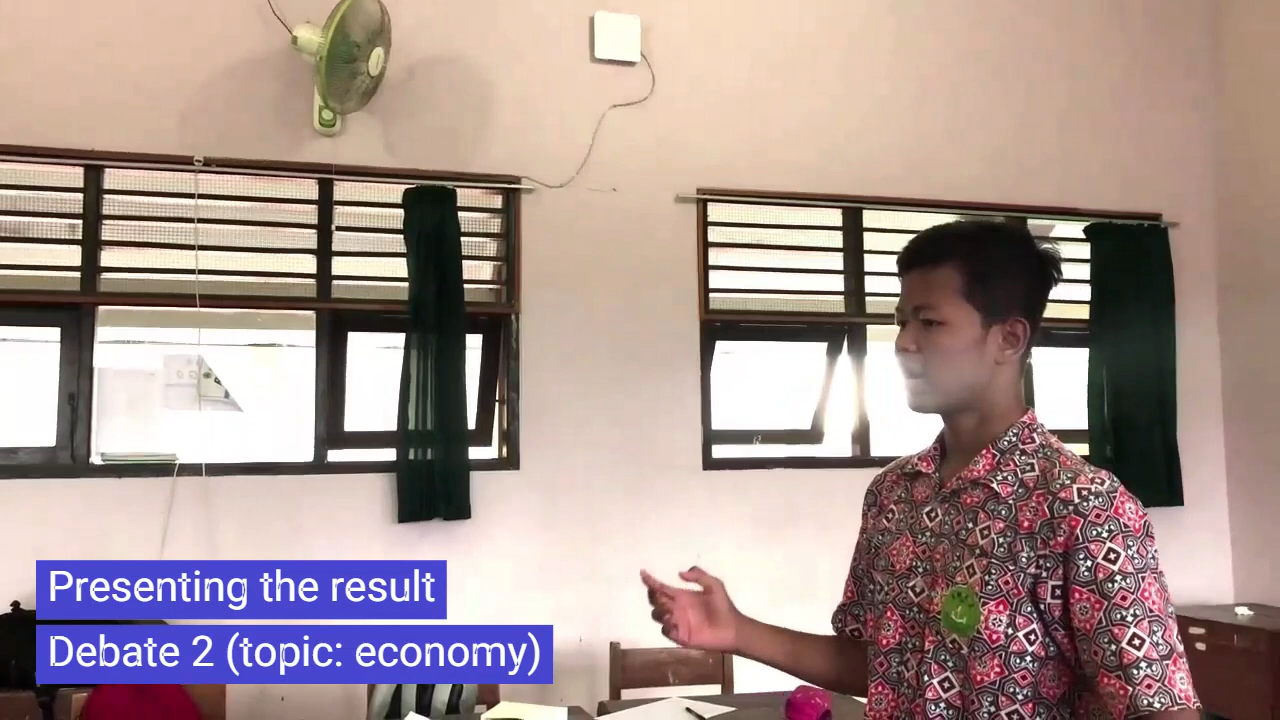 Presenting the result
Debate 2 (topic: economy)